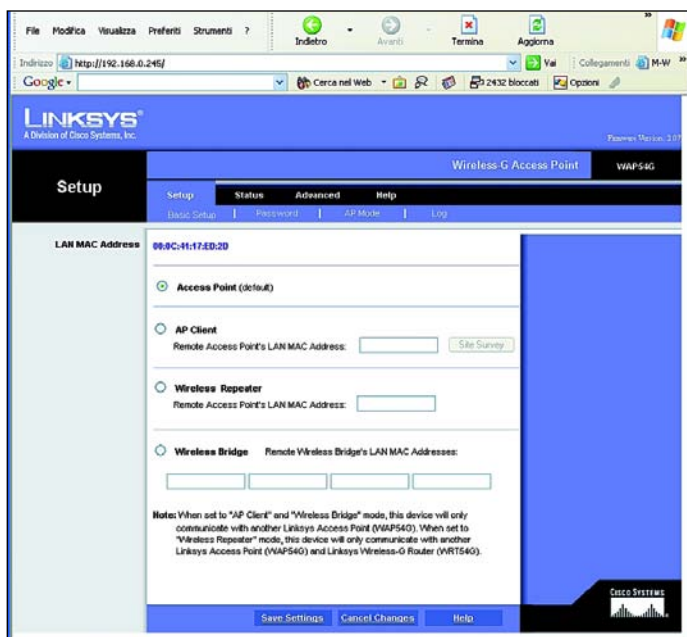 File Modifica Visualizza Preferiti Strumenti ?
Indietro Avanti Termina Aggiorna
Indirizzo http://192.168.0.245/ Vai Collegamenti M-W
Google Cerca nel Web 2432 bloccati Opzioni
LINKSYS®
A Division of Cisco Systems, Inc.
Firmware Version: 2.07
Wireless-G Access Point WAP54G
Setup
Setup Status Advanced Help
Basic Setup | Password | AP Mode | Log
LAN MAC Address 00:0C:41:17:ED:2D
Access Point (default)
AP Client
Remote Access Point's LAN MAC Address: Site Survey
Wireless Repeater
Remote Access Point's LAN MAC Address:
Wireless Bridge Remote Wireless Bridge's LAN MAC Addresses:
Note: When set to "AP Client" and "Wireless Bridge" mode, this device will only
communicate with another Linksys Access Point (WAP54G). When set to
"Wireless Repeater" mode, this device will only communicate with another
Linksys Access Point (WAP54G) and Linksys Wireless-G Router (WRT54G).
CISCO SYSTEMS
Save Settings Cancel Changes Help